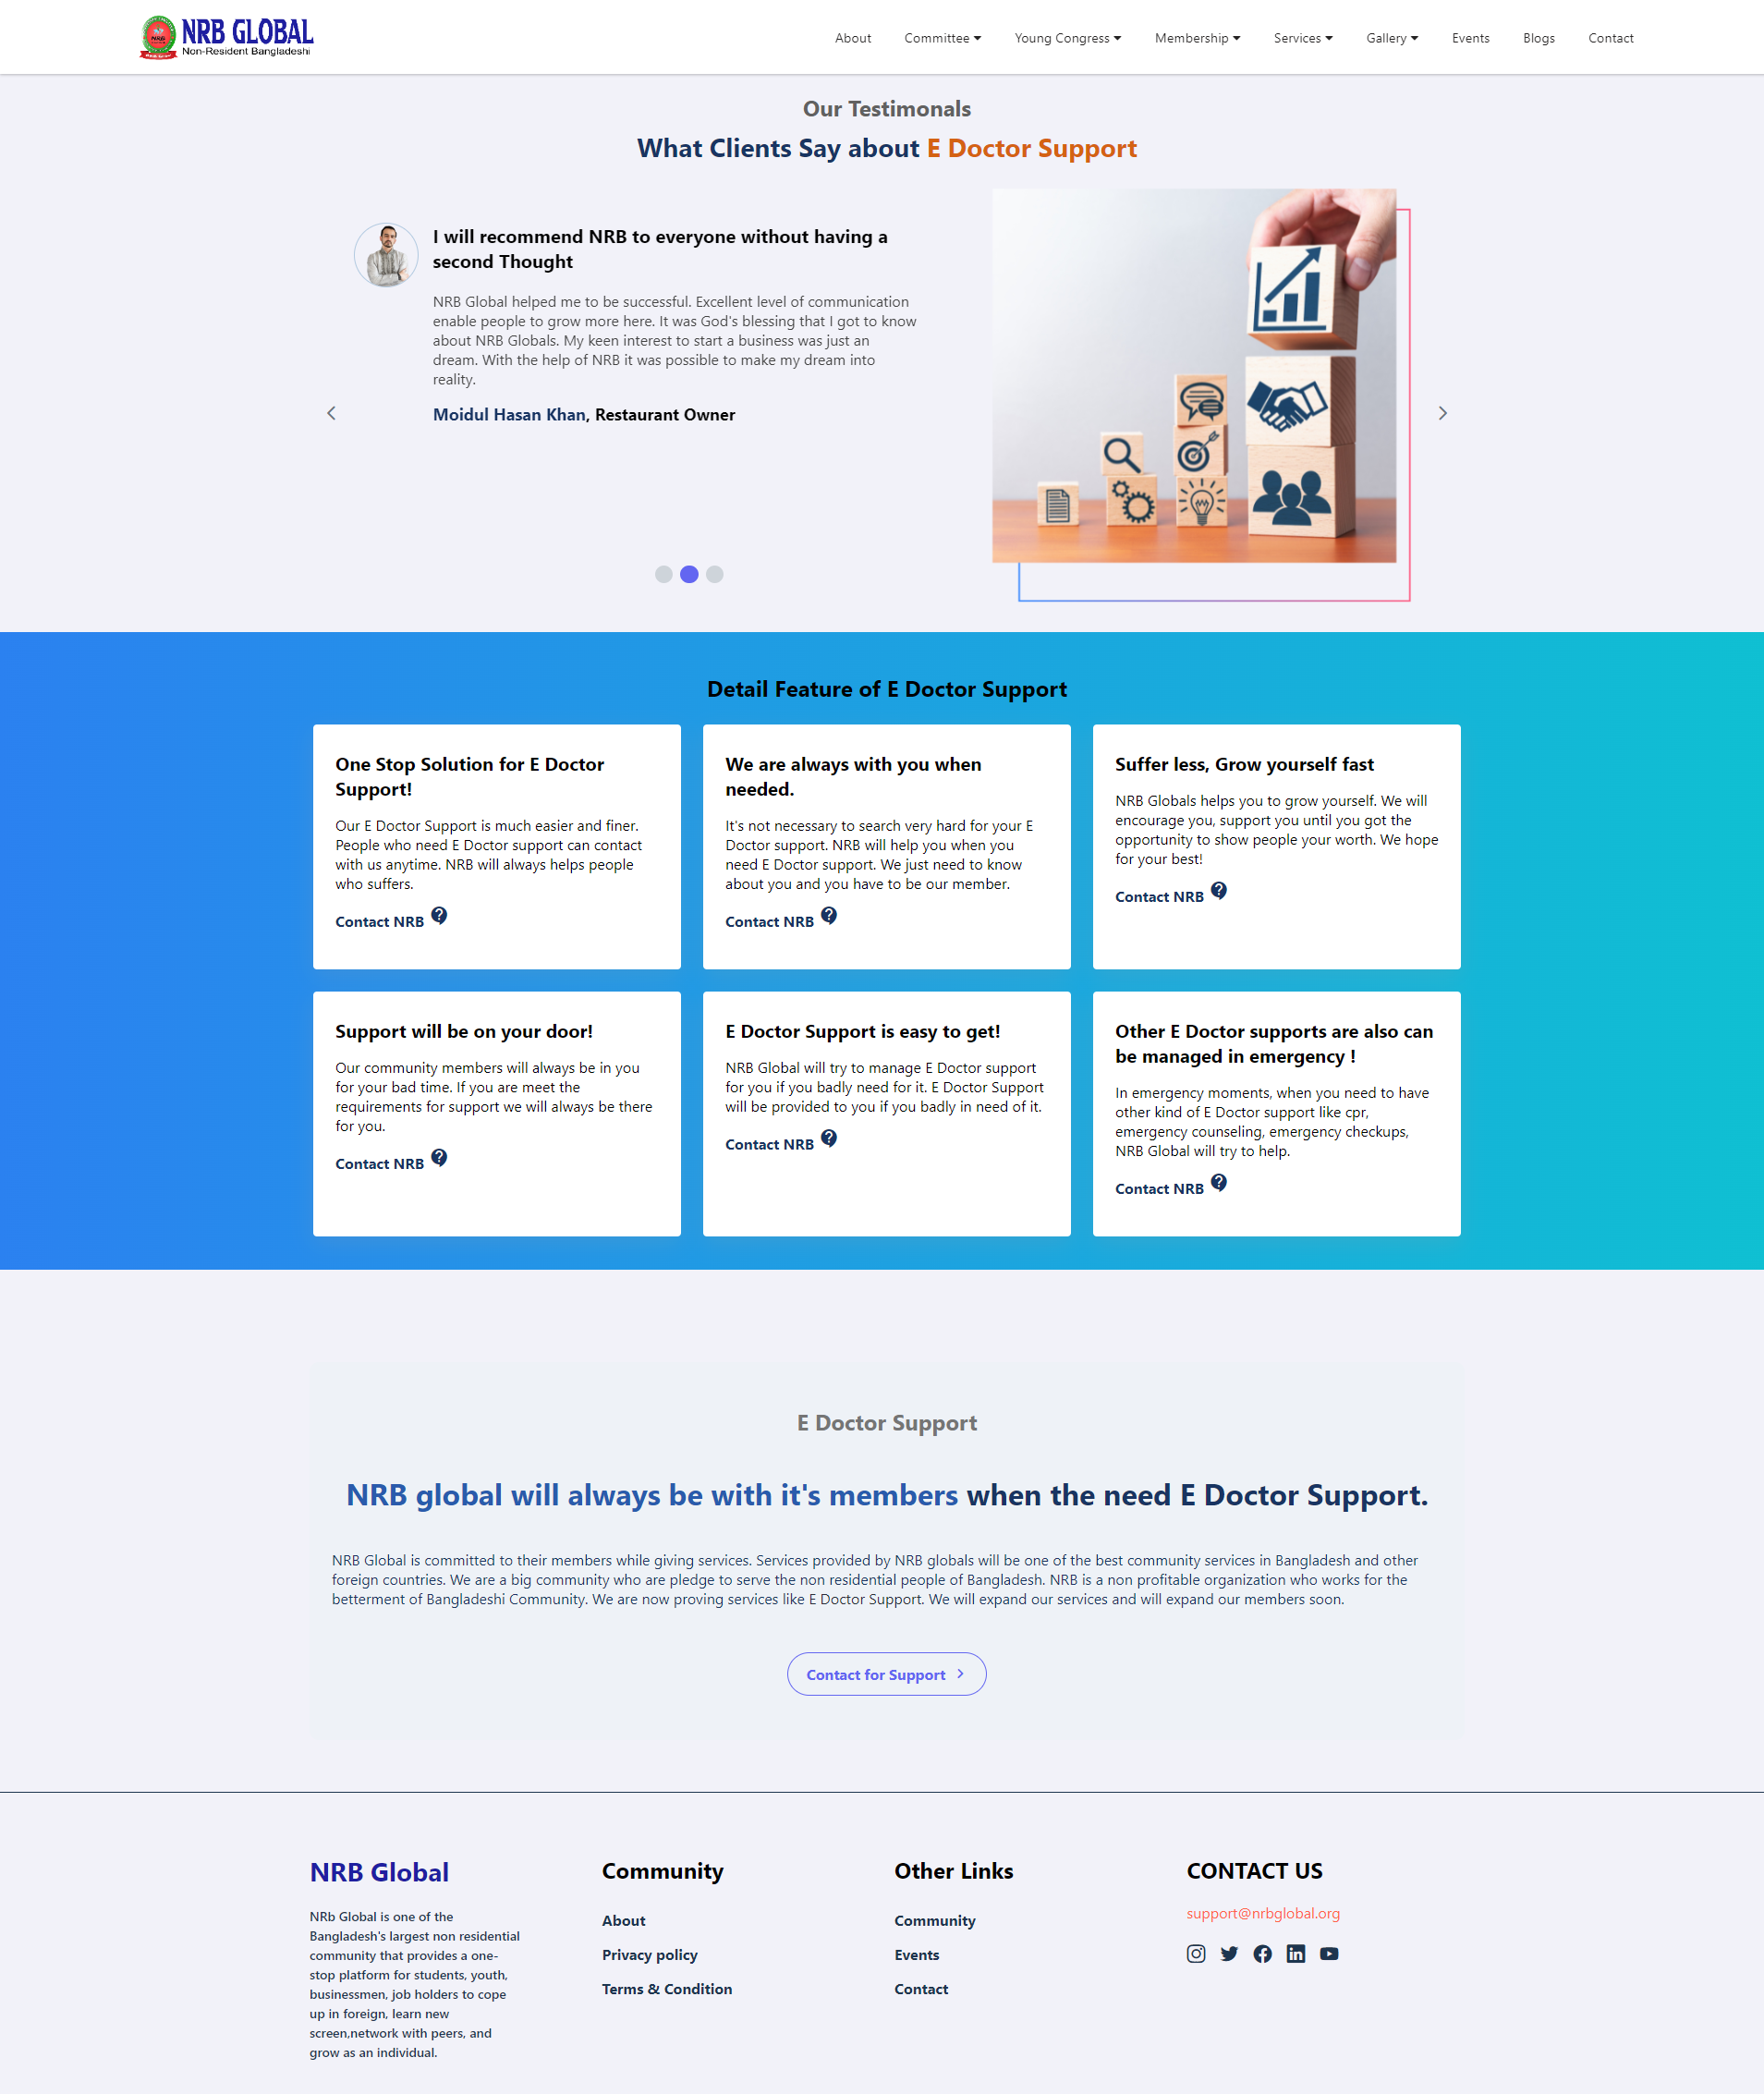 NRB GLOBAL
Non-Resident Bangladeshi
About Committee Young Congress Membership Services Gallery Events Blogs Contact
Our Testimonals
What Clients Say about E Doctor Support
I will recommend NRB to everyone without having a
second Thought
NRB Global helped me to be successful. Excellent level of communication
enable people to grow more here. It was God's blessing that I got to know
about NRB Globals. My keen interest to start a business was just an
dream. With the help of NRB it was possible to make my dream into
reality.
Moidul Hasan Khan, Restaurant Owner
Detail Feature of E Doctor Support
One Stop Solution for E Doctor
Support!
Our E Doctor Support is much easier and finer.
People who need E Doctor support can contact
with us anytime. NRB will always helps people
who suffers.
Contact NRB
We are always with you when
needed.
It's not necessary to search very hard for your E
Doctor support. NRB will help you when you
need E Doctor support. We just need to know
about you and you have to be our member.
Contact NRB
Suffer less, Grow yourself fast
NRB Globals helps you to grow yourself. We will
encourage you, support you until you got the
opportunity to show people your worth. We hope
for your best!
Contact NRB
Support will be on your door!
Our community members will always be in you
for your bad time. If you are meet the
requirements for support we will always be there
for you.
Contact NRB
E Doctor Support is easy to get!
NRB Global will try to manage E Doctor support
for you if you badly need for it. E Doctor Support
will be provided to you if you badly in need of it.
Contact NRB
Other E Doctor supports are also can
be managed in emergency !
In emergency moments, when you need to have
other kind of E Doctor support like cpr,
emergency counseling, emergency checkups,
NRB Global will try to help.
Contact NRB
E Doctor Support
NRB global will always be with it's members when the need E Doctor Support.
NRB Global is committed to their members while giving services. Services provided by NRB globals will be one of the best community services in Bangladesh and other
foreign countries. We are a big community who are pledge to serve the non residential people of Bangladesh. NRB is a non profitable organization who works for the
betterment of Bangladeshi Community. We are now proving services like E Doctor Support. We will expand our services and will expand our members soon.
Contact for Support
NRB Global
NRb Global is one of the
Bangladesh's largest non residential
community that provides a one-
stop platform for students, youth,
businessmen, job holders to cope
up in foreign, learn new
screen,network with peers, and
grow as an individual.
Community
About
Privacy policy
Terms & Condition
Other Links
Community
Events
Contact
CONTACT US
support@nrbglobal.org